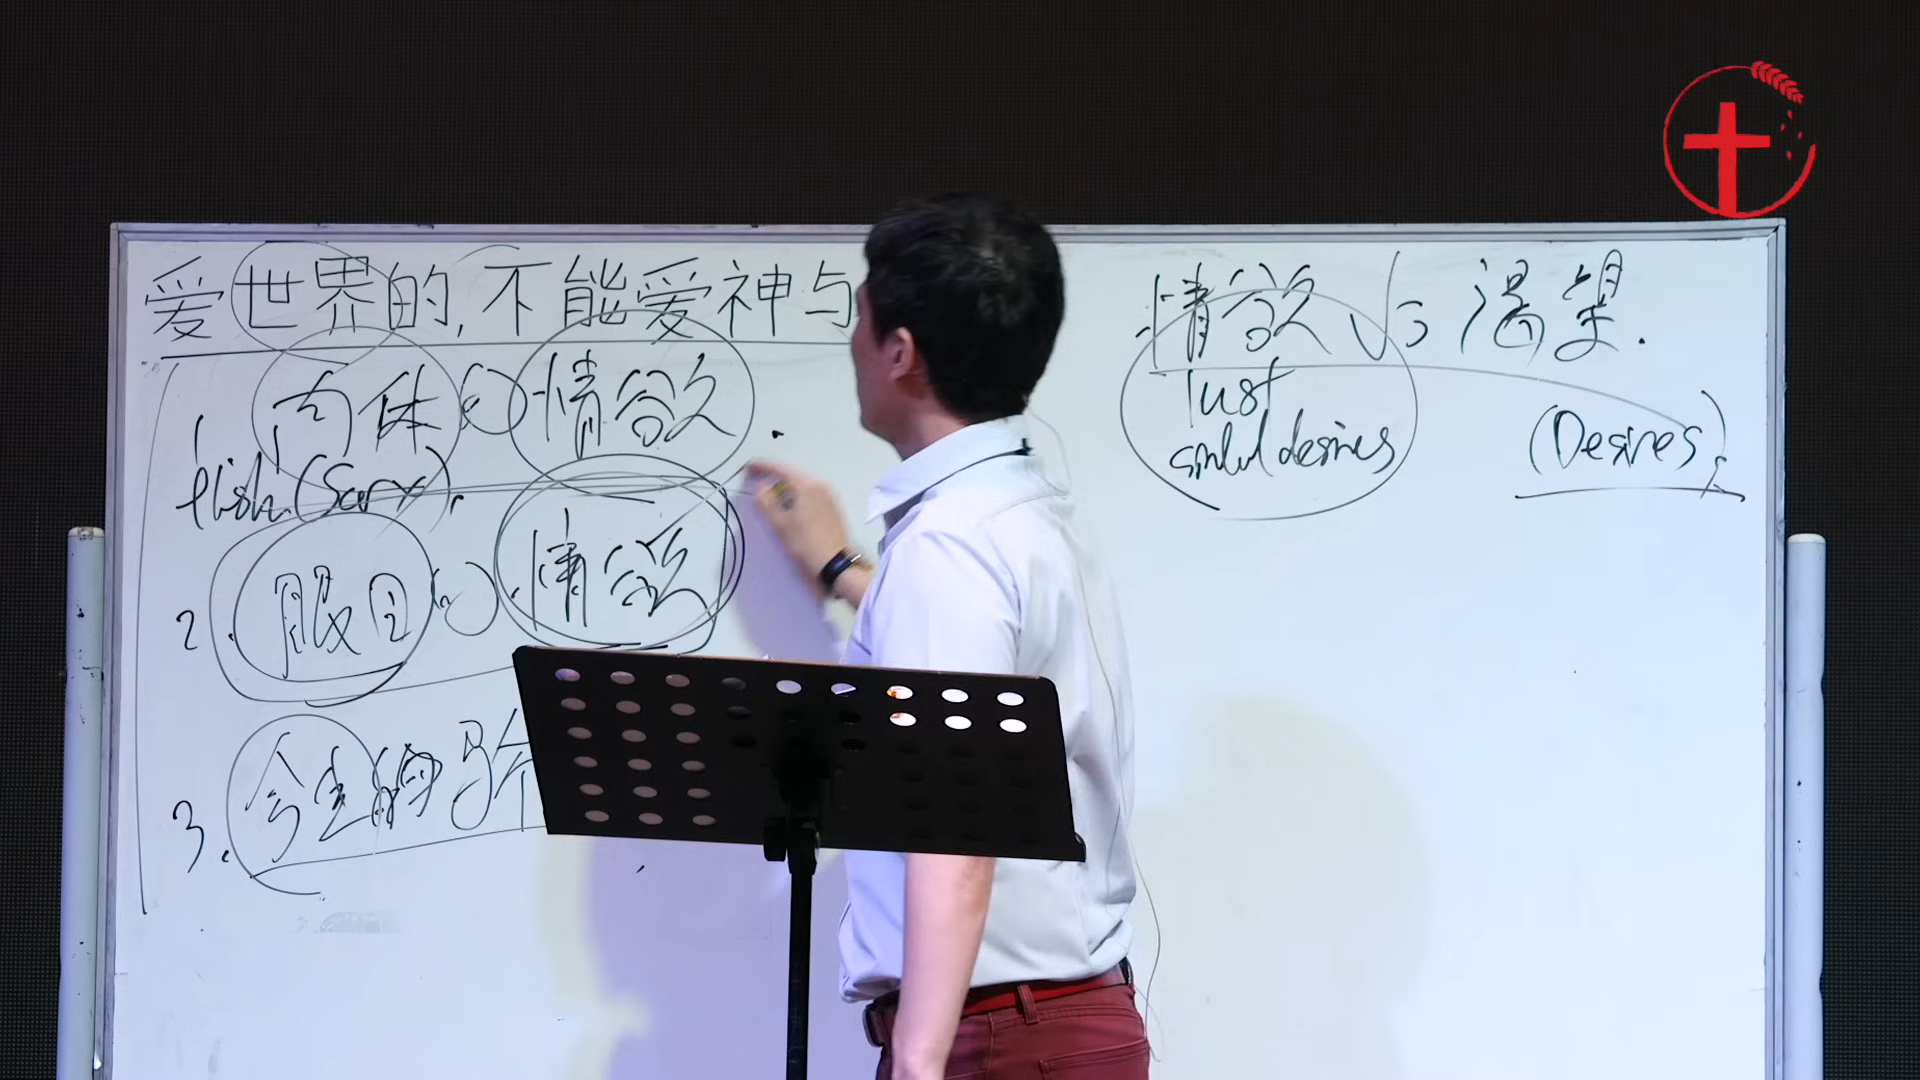 爱世界的,不能爱神与
1 肉体的情欲.
flish (Sarx).
2. 眼目的情欲
3. 今生的骄
情欲 Vs 渴望.
lust
sinful desires
(Desires)